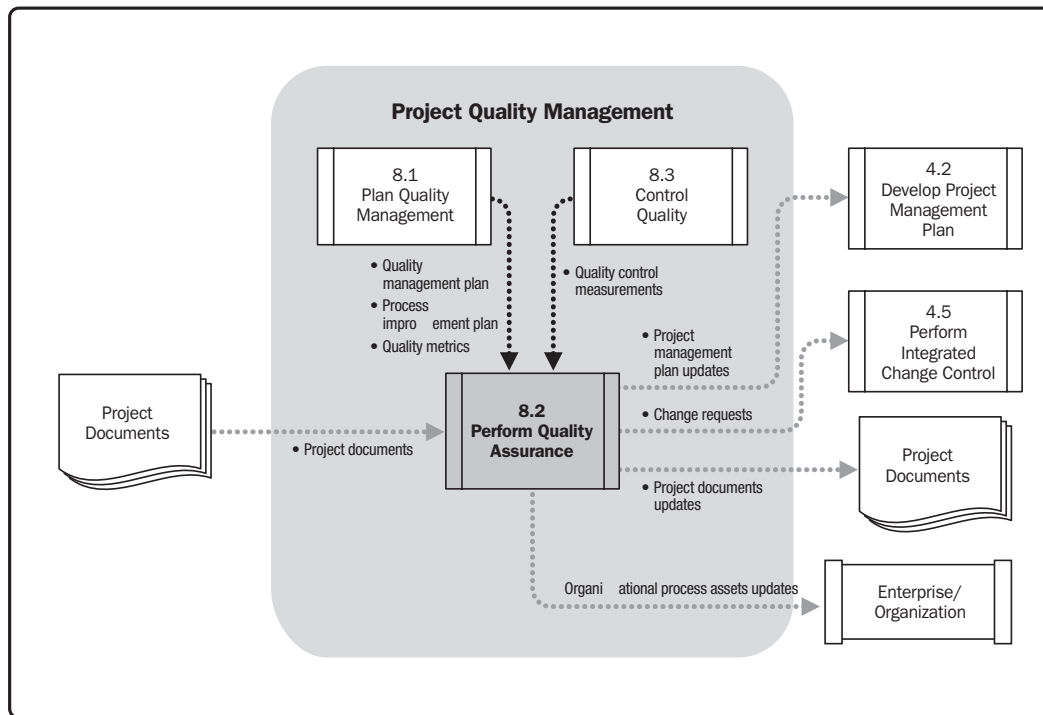 Project Quality Management
8.1
Plan Quality
Management
8.3
Control
Quality
4.2
Develop Project
Management
Plan
• Quality
management plan
• Process
impro ement plan
• Quality metrics
• Quality control
measurements
4.5
Perform
Integrated
Change Control
• Project
management
plan updates
Project
Documents
• Project documents
8.2
Perform Quality
Assurance
• Change requests
Project
Documents
• Project documents
updates
Organi ational process assets updates
Enterprise/
Organization